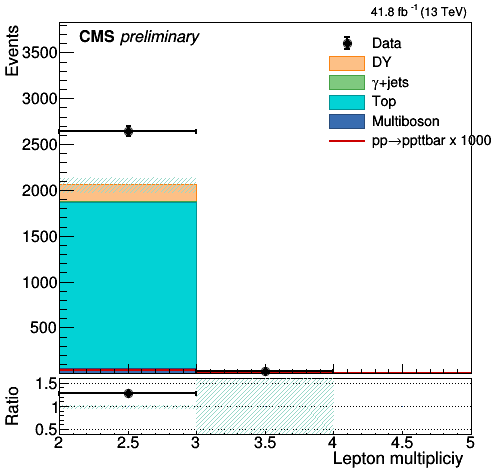 41.8 fb⁻¹ (13 TeV)
CMS preliminary
Events
3500
3000
2500
2000
1500
1000
500
Data
DY
γ+jets
Top
Multiboson
pp→ppttbar x 1000
Ratio
1.5
1
0.5
2 2.5 3 3.5 4 4.5 5
Lepton multipliciy